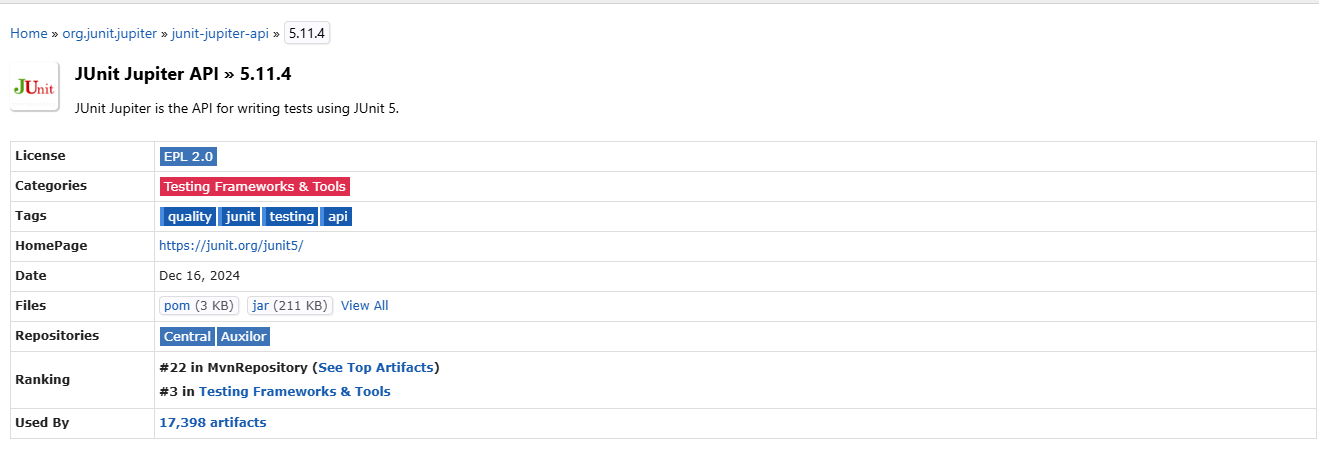 Home » org.junit.jupiter » junit-jupiter-api » 5.11.4
JUnit
JUnit Jupiter API » 5.11.4
JUnit Jupiter is the API for writing tests using JUnit 5.
License EPL 2.0
Categories Testing Frameworks & Tools
Tags quality junit testing api
HomePage https://junit.org/junit5/
Date Dec 16, 2024
Files pom (3 KB) jar (211 KB) View All
Repositories Central Auxilor
Ranking #22 in MvnRepository (See Top Artifacts)
#3 in Testing Frameworks & Tools
Used By 17,398 artifacts